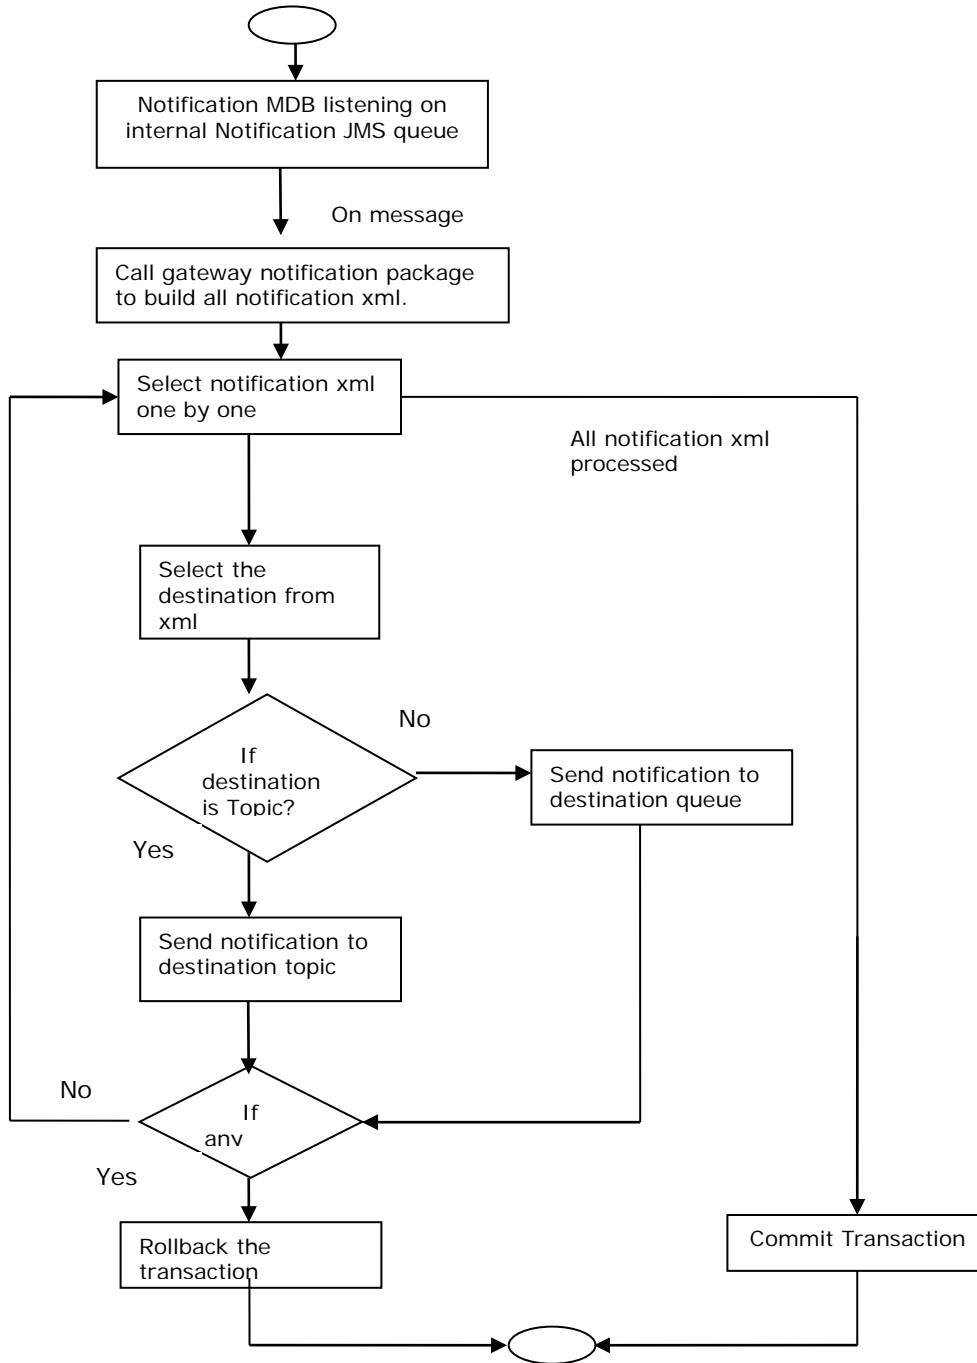 Notification MDB listening on
internal Notification JMS queue
On message
Call gateway notification package
to build all notification xml.
Select notification xml
one by one
All notification xml
processed
Select the
destination from
xml
No
If
destination
is Topic?
Send notification to
destination queue
Yes
Send notification to
destination topic
No
If
any
Yes
Rollback the
transaction
Commit Transaction